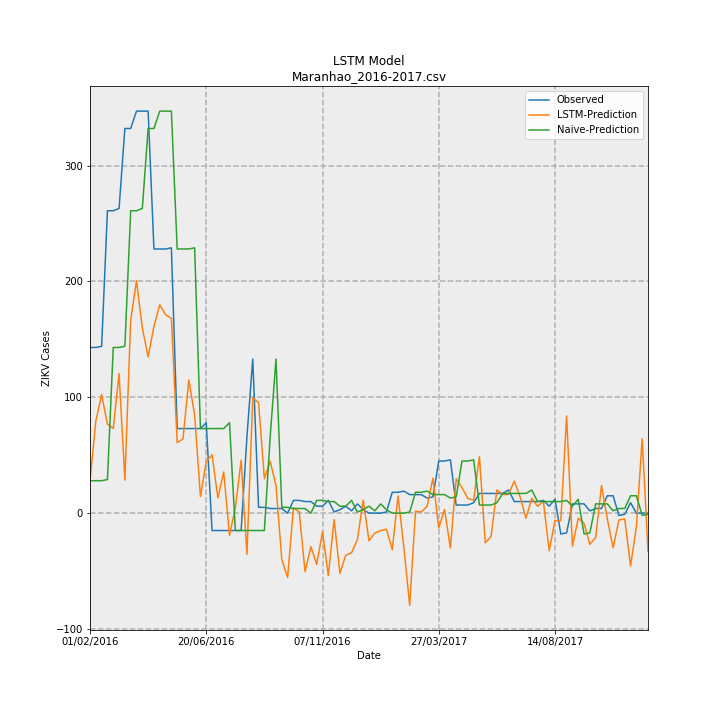 LSTM Model
Maranhao_2016-2017.csv
Observed
LSTM-Prediction
Naive-Prediction
ZIKV Cases
300
200
100
0
−100
01/02/2016
20/06/2016
07/11/2016
27/03/2017
14/08/2017
Date